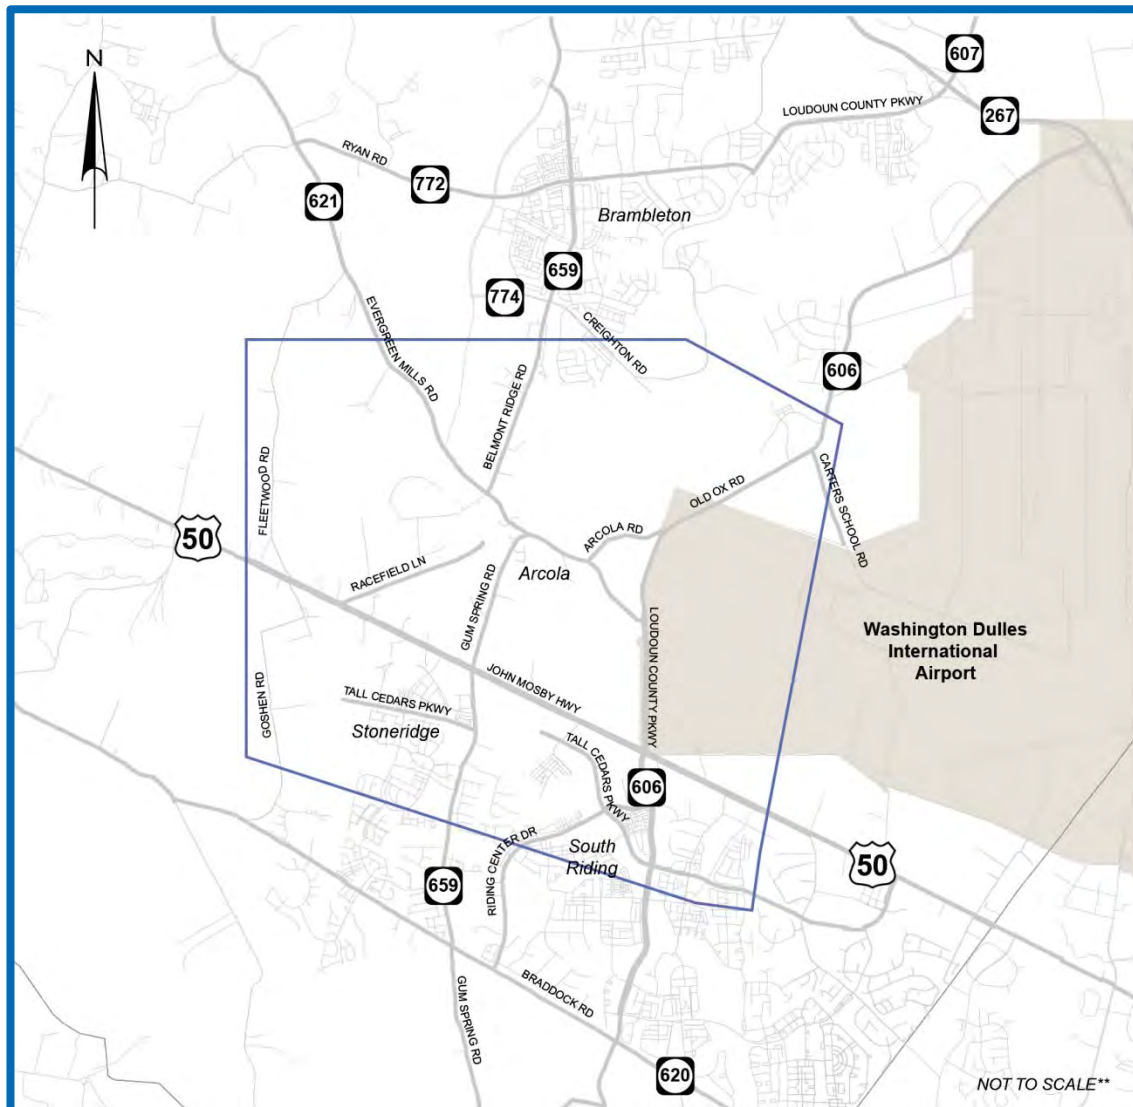 N
607
267
LOUDOUN COUNTY PKWY
RYAN RD
772
621
Brambleton
659
774
EVERGREEN MILLS RD
CREIGHTON RD
606
BELMONT RIDGE RD
FLEETWOOD RD
OLD OX RD
CARTERS SCHOOL RD
50
ARCOLA RD
RACEFIELD LN
Arcola
GUM SPRING RD
LOUDOUN COUNTY PKWY
Washington Dulles
International
Airport
JOHN MOSBY HWY
GOSHEN RD
TALL CEDARS PKWY
Stoneridge
TALL CEDARS PKWY
606
RIDING CENTER DR
South
Riding
50
659
BRADDOCK RD
GUM SPRING RD
620
NOT TO SCALE**